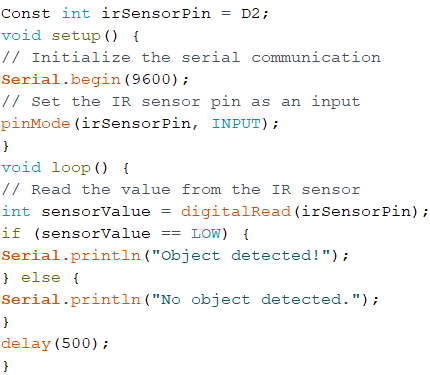 Const int irSensorPin = D2;
void setup() {
// Initialize the serial communication
Serial.begin(9600);
// Set the IR sensor pin as an input
pinMode(irSensorPin, INPUT);
}
void loop() {
// Read the value from the IR sensor
int sensorValue = digitalRead(irSensorPin);
if (sensorValue == LOW) {
Serial.println("Object detected!");
} else {
Serial.println("No object detected.");
}
delay(500);
}